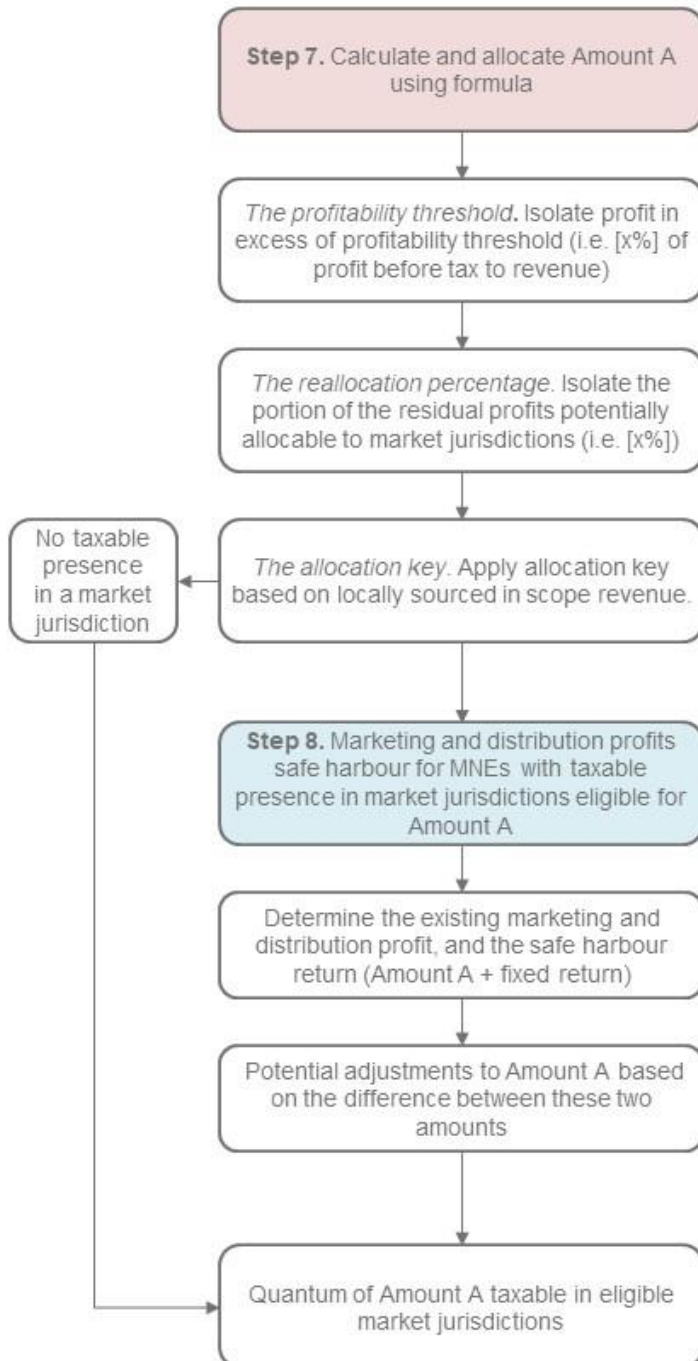 Step 7. Calculate and allocate Amount A
using formula
The profitability threshold. Isolate profit in
excess of profitability threshold (i.e. [x%] of
profit before tax to revenue)
The reallocation percentage. Isolate the
portion of the residual profits potentially
allocable to market jurisdictions (i.e. [x%])
No taxable
presence
in a market
jurisdiction
The allocation key. Apply allocation key
based on locally sourced in scope revenue.
Step 8. Marketing and distribution profits
safe harbour for MNEs with taxable
presence in market jurisdictions eligible for
Amount A
Determine the existing marketing and
distribution profit, and the safe harbour
return (Amount A + fixed return)
Potential adjustments to Amount A based
on the difference between these two
amounts
Quantum of Amount A taxable in eligible
market jurisdictions